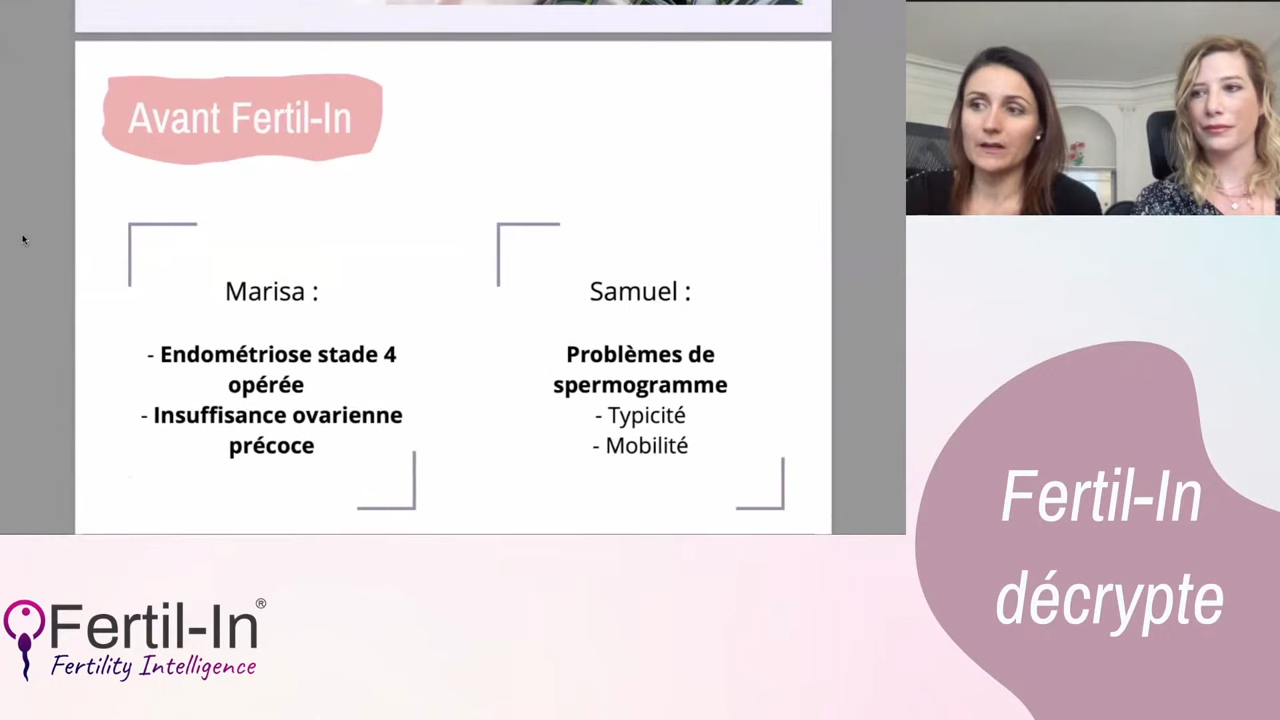 Avant Fertil-In
Marisa :
- Endométriose stade 4
opérée
- Insuffisance ovarienne
précoce
Samuel :
Problèmes de
spermogramme
- Typicité
- Mobilité
Fertil-In
décrypte
Fertil-In®
Fertility Intelligence